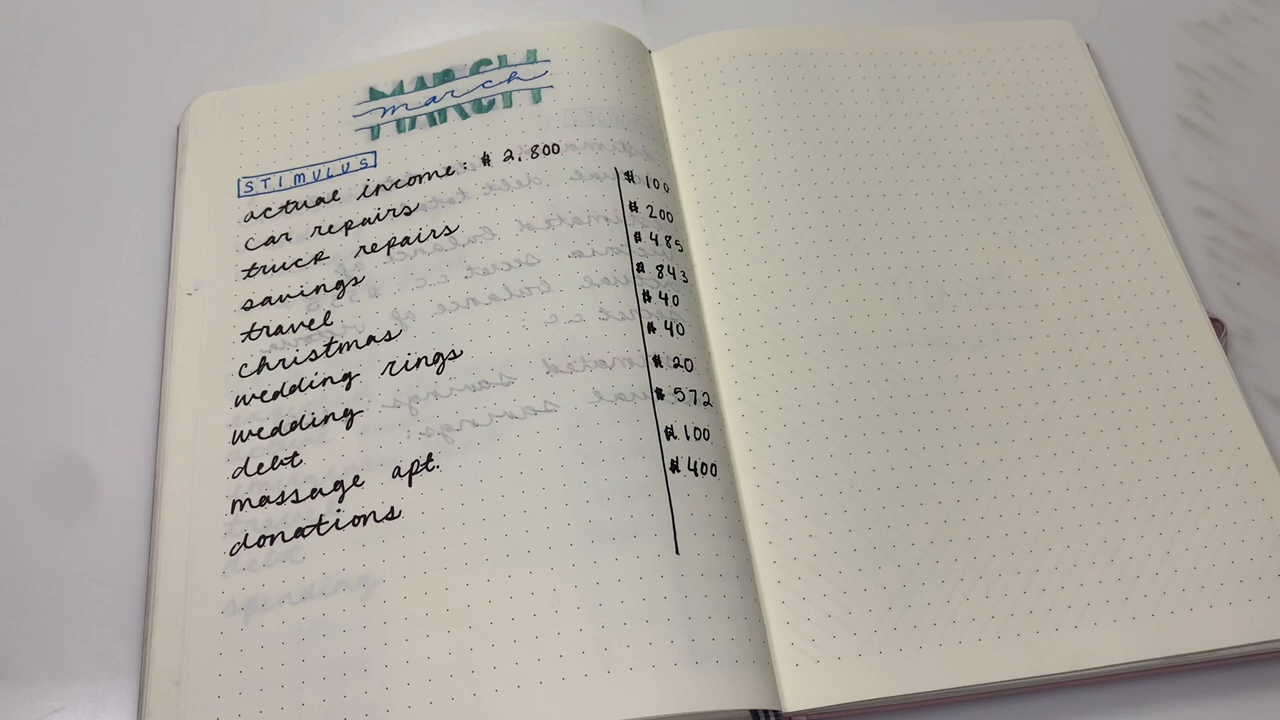 MARCH
march
STIMULUS
actual income: $ 2,800
car repairs $ 100
truck repairs $ 200
savings $ 485
travel $ 843
christmas $ 40
wedding rings $ 40
wedding $ 20
debt $ 572
massage apt. $ 100
donations $ 400
spending